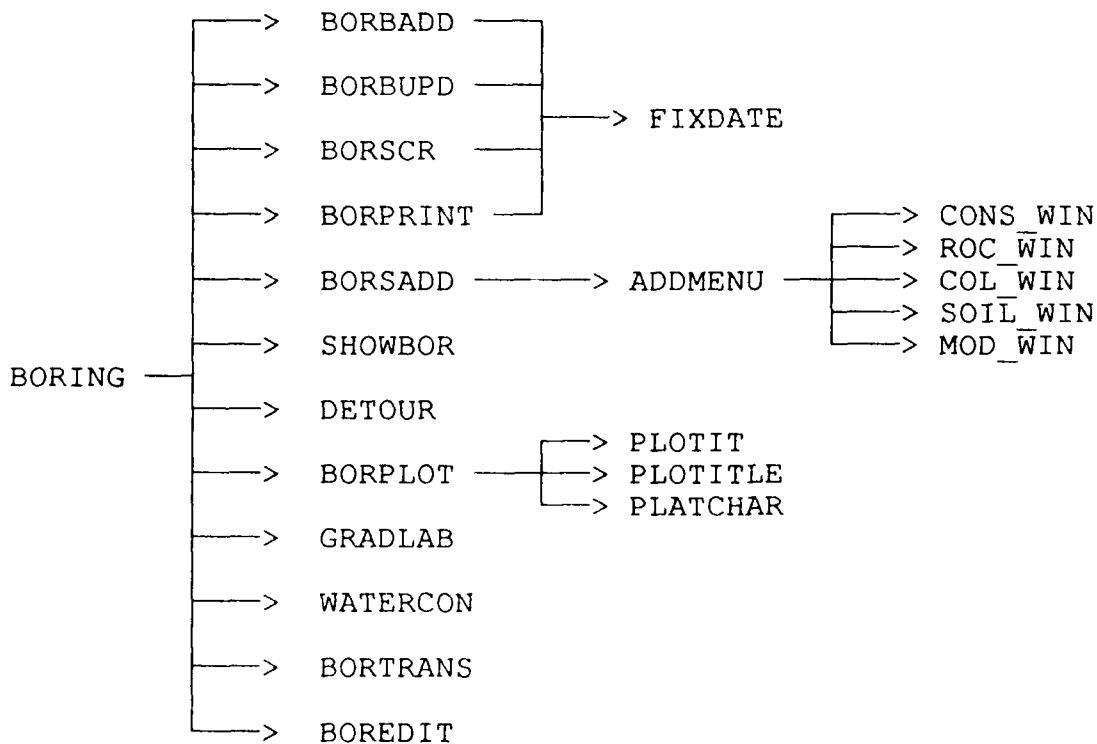 BORBADD
BORBUPD
FIXDATE
BORSCR
BORPRINT
CONS_WIN
ROC_WIN
BORSADD
ADDMENU
COL_WIN
SOIL_WIN
SHOWBOR
MOD_WIN
BORING
DETOUR
PLOTIT
BORPLOT
PLOTITLE
PLATCHAR
GRADLAB
WATERCON
BORTRANS
BOREDIT